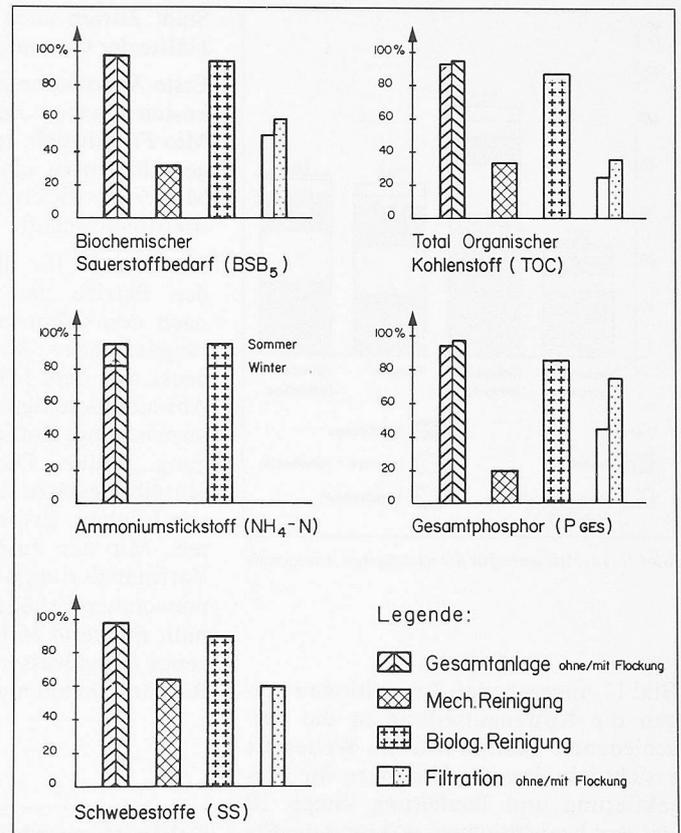 100%
80
60
40
20
0
Biochemischer
Sauerstoffbedarf (BSB5)
100%
80
60
40
20
0
Total Organischer
Kohlenstoff (TOC)
100%
80
60
40
20
0
Sommer
Winter
Ammoniumstickstoff (NH4-N)
100%
80
60
40
20
0
Gesamtphosphor (P GES)
100%
80
60
40
20
0
Schwebestoffe (SS)
Legende:
Gesamtanlage ohne/mit Flockung
Mech. Reinigung
Biolog. Reinigung
Filtration ohne/mit Flockung